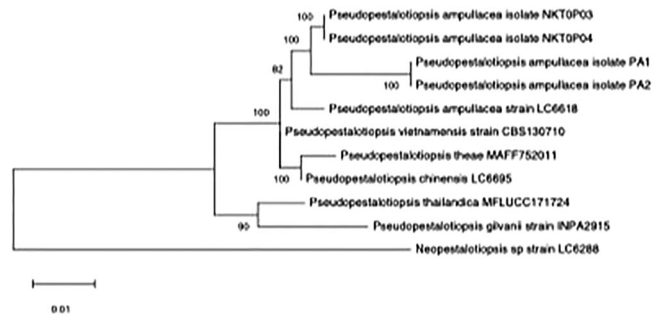 100
Pseudopestalotiopsis ampullacea isolate NKT0P03
100
Pseudopestalotiopsis ampullacea isolate NKT0P04
Pseudopestalotiopsis ampullacea isolate PA1
82
100
Pseudopestalotiopsis ampullacea isolate PA2
Pseudopestalotiopsis ampullacea strain LC6618
100
Pseudopestalotiopsis vietnamensis strain CBS130710
Pseudopestalotiopsis theae MAFF752011
100
Pseudopestalotiopsis chinensis LC6695
Pseudopestalotiopsis thailandica MFLUCC171724
90
Pseudopestalotiopsis gilvanii strain INPA2915
Neopestalotiopsis sp strain LC6288
0.01